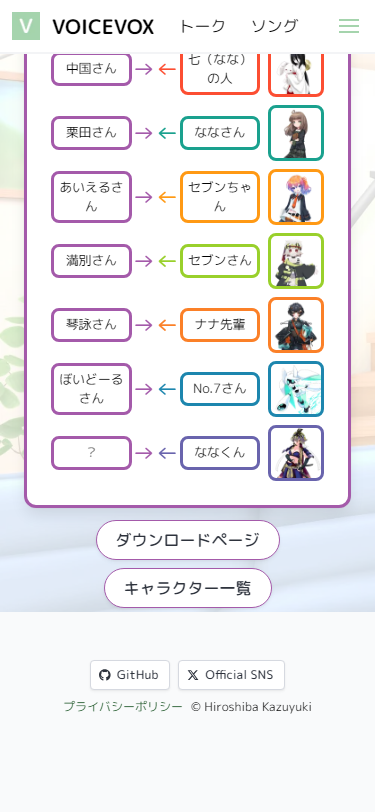 V VOICEVOX トーク ソング
中国さん → ← 七（なな）
の人
栗田さん → ← ななさん
あいえるさ
ん → ← セブンちゃ
ん
満別さん → ← セブンさん
琴詠さん → ← ナナ先輩
ぼいどーる
さん → ← No.7さん
? → ← ななくん
ダウンロードページ
キャラクター一覧
GitHub Official SNS
プライバシーポリシー © Hiroshiba Kazuyuki